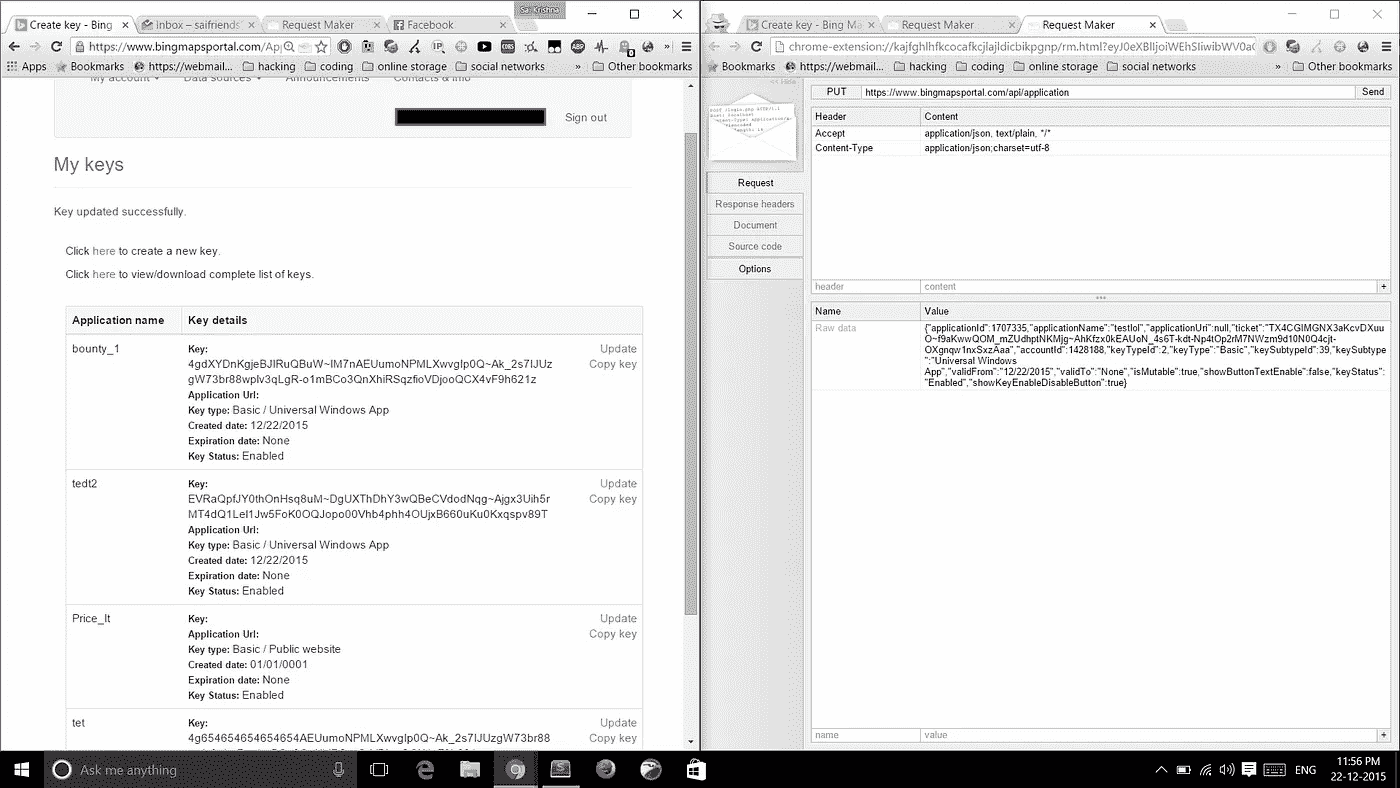 Sai Krishna
Create key - Bing
inbox – saifriends
Request Maker
Facebook
https://www.bingmapsportal.com/App
Apps
Bookmarks
https://webmail...
hacking
coding
online storage
social networks
»
Other bookmarks
My account
Data sources
Announcements
Contacts & Info
Sign out
My keys
Key updated successfully.
Click here to create a new key.
Click here to view/download complete list of keys.
Application name Key details
bounty_1
Key:
Update
4gdXYDnKgjeBJIRuQBuW~IM7nAEUumoNPMLXwvgIp0Q~Ak_2s7IJUz
Copy key
gW73br88wpIv3qLgR-o1mBCo3QnXhiRSqzfioVDjooQCX4vF9h621z
Application Url:
Key type: Basic / Universal Windows App
Created date: 12/22/2015
Expiration date: None
Key Status: Enabled
tedt2
Key:
Update
EVRaQpfJY0thOnHsq8uM~DgUXThDhY3wQBeCVdodNqg~Ajgx3Uih5r
Copy key
MT4dQ1LeI1Jw5FoK0OQJopo00Vhb4phh4OUjxB660uKu0Kxqspv89T
Application Url:
Key type: Basic / Universal Windows App
Created date: 12/22/2015
Expiration date: None
Key Status: Enabled
Price_It
Key:
Update
Application Url:
Copy key
Key type: Basic / Public website
Created date: 01/01/0001
Expiration date: None
Key Status: Enabled
tet
Key:
Update
4g654654654654654AEUumoNPMLXwvgIp0Q~Ak_2s7IJUzgW73br88
Copy key
Create key - Bing Ma
Request Maker
Request Maker
chrome-extension://kajfghlhfkcocafkcjlajldicbikpgnp/rm.html?eyJ0eXBlIjoiWEhSIiwibWV0aG
Bookmarks
https://webmail...
hacking
coding
online storage
social networks
»
Other bookmarks
<< Hide
PUT
https://www.bingmapsportal.com/api/application
Send
Header Content
Accept application/json, text/plain, */*
Content-Type application/json;charset=utf-8
header content +
Request
Response headers
Document
Source code
Options
Name Value
Raw data
{"applicationId":1707335,"applicationName":"testlol","applicationUri":null,"ticket":"TX4CGIMGNX3aKcvDXuu
O~f9aKwwQOM_mZUdhptNKMjg~AhKfzx0kEAUoN_4s6T-kdt-Np4tOp2rM7NWzm9d10N0Q4cjt-
OXgnqw1nxSxzAaa","accountId":1428188,"keyTypeId":2,"keyType":"Basic","keySubtypeId":39,"keySubtype"
:"Universal Windows
App","validFrom":"12/22/2015","validTo":"None","isMutable":true,"showButtonTextEnable":false,"keyStatus":
"Enabled","showKeyEnableDisableButton":true}
name value +
Ask me anything
ENG
11:56 PM
22-12-2015